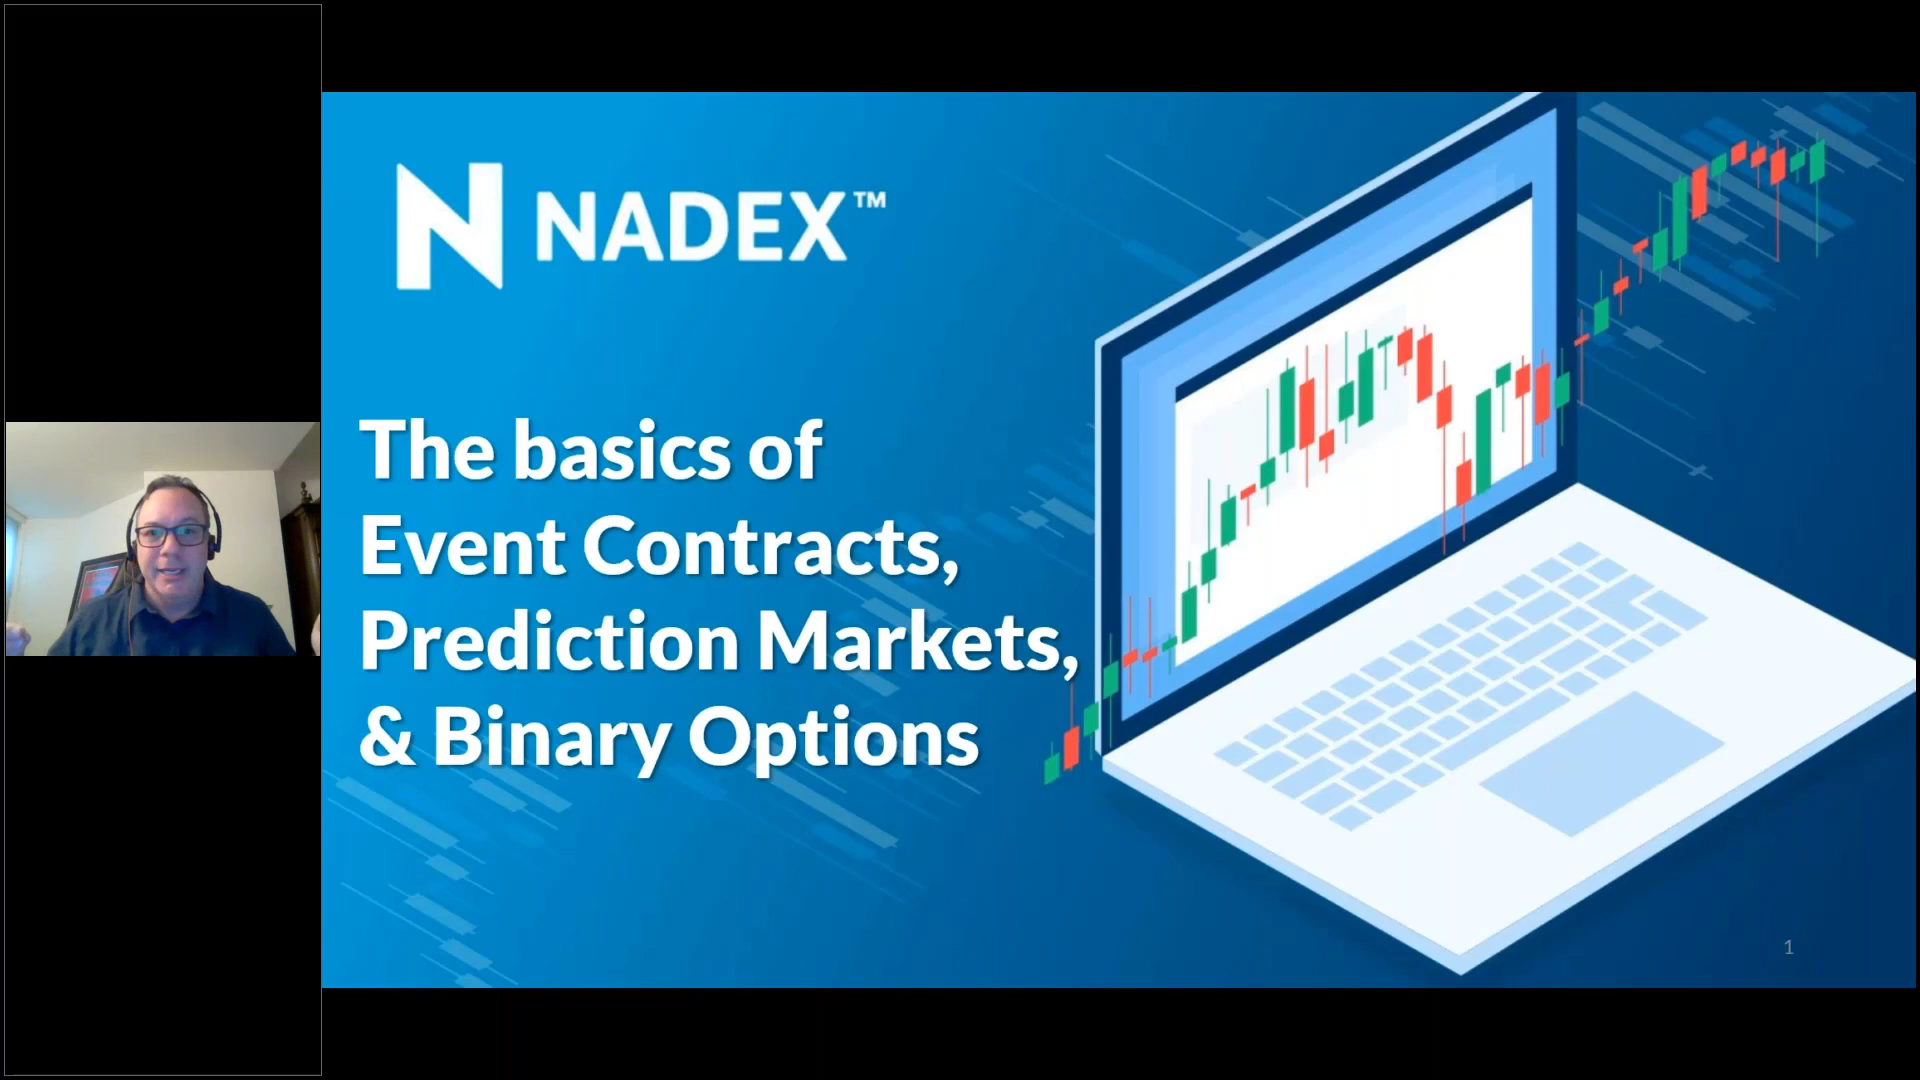 NADEX™
The basics of
Event Contracts,
Prediction Markets,
& Binary Options
1